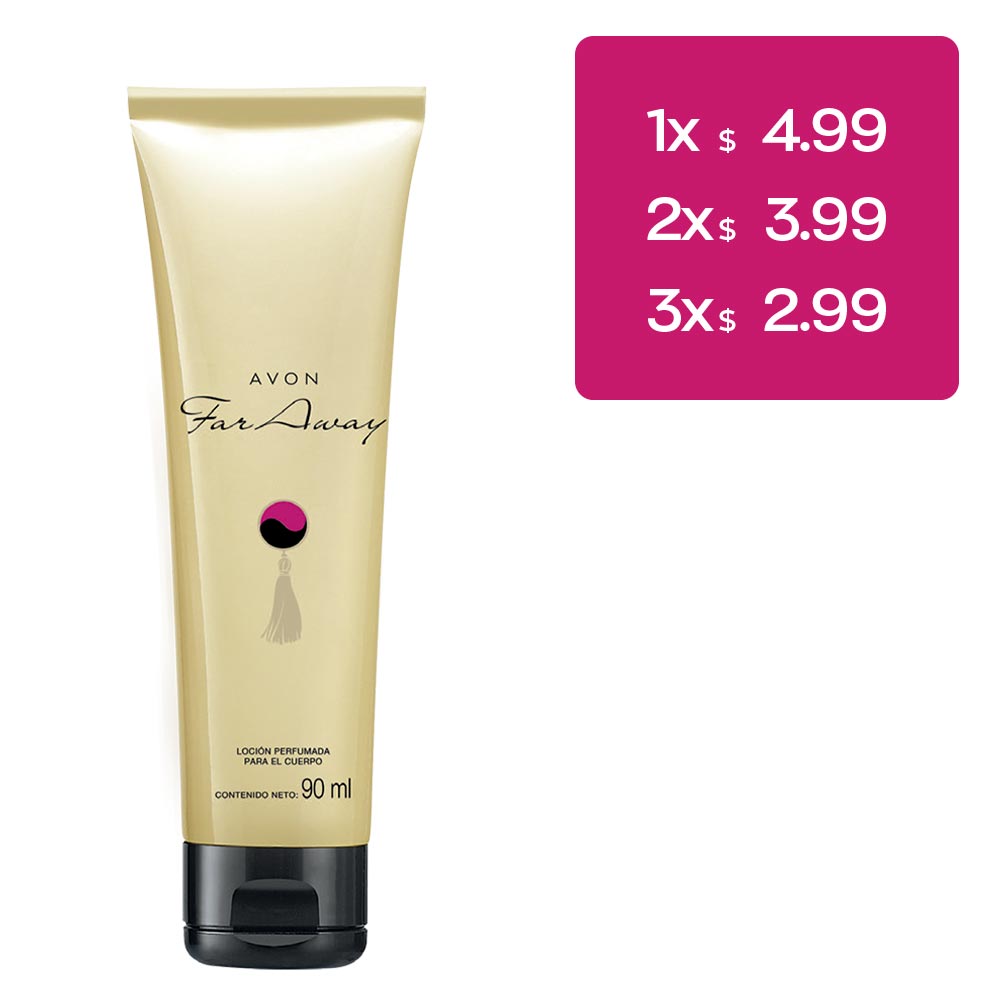 AVON
Far Away
LOCIÓN PERFUMADA
PARA EL CUERPO
CONTENIDO NETO: 90 ml
1x $ 4.99
2x $ 3.99
3x $ 2.99